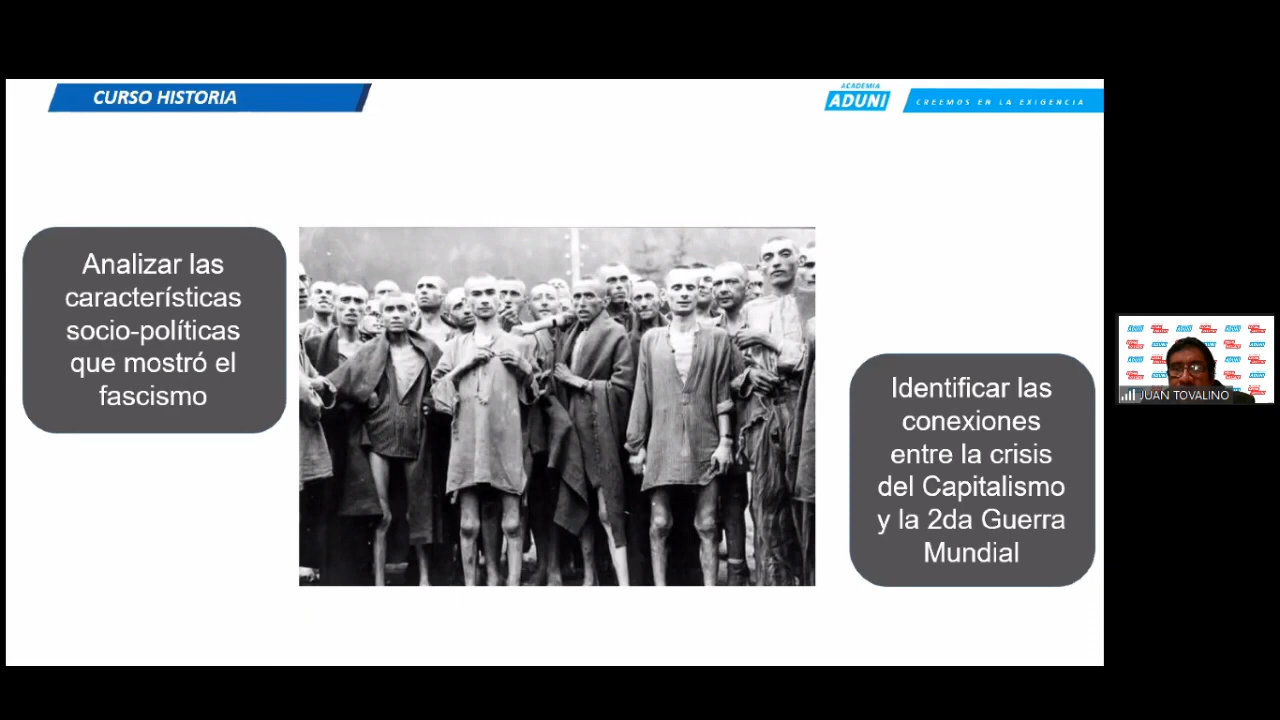 CURSO HISTORIA
ACADEMIA
ADUNI
CREEMOS EN LA EXIGENCIA
Analizar las
características
socio-políticas
que mostró el
fascismo
Identificar las
conexiones
entre la crisis
del Capitalismo
y la 2da Guerra
Mundial
JUAN TOVALINO